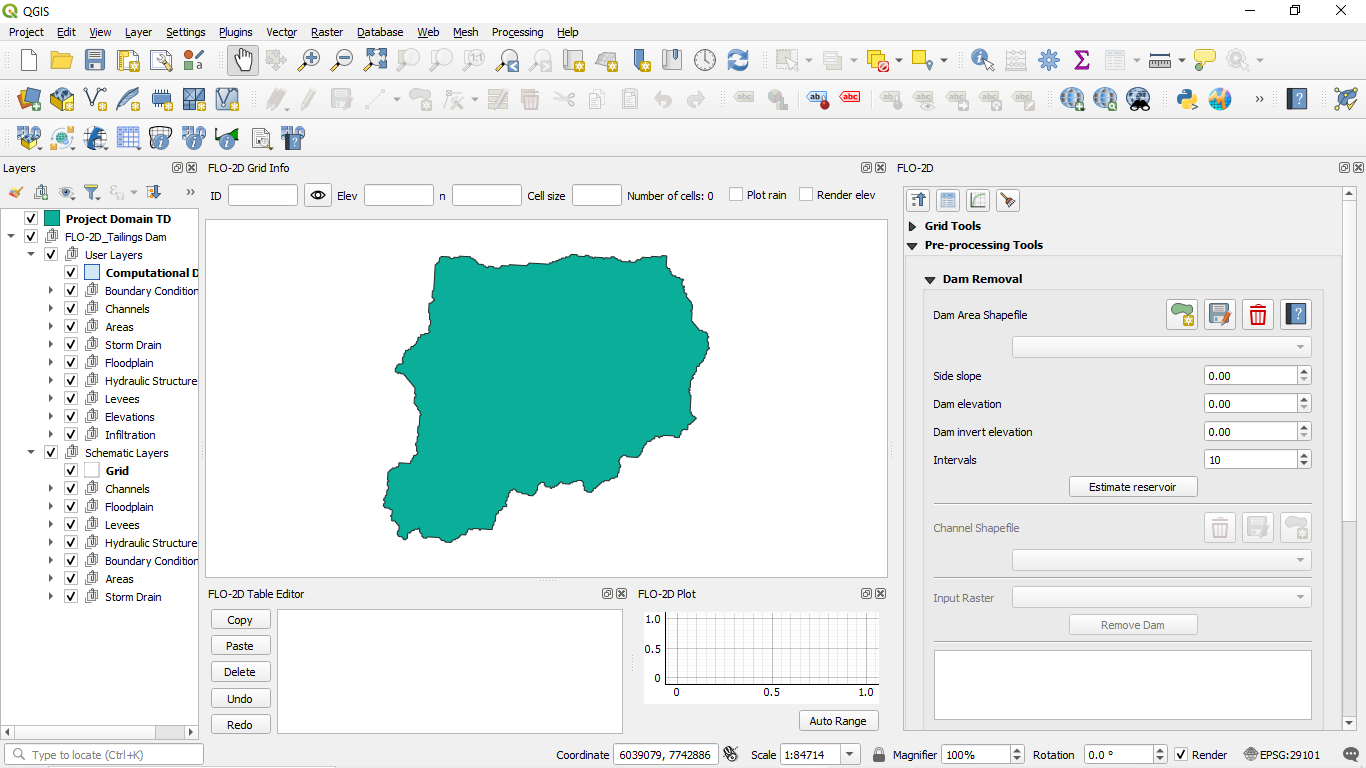 QGIS
Project Edit View Layer Settings Plugins Vector Raster Database Web Mesh Processing Help
Layers
Project Domain TD
FLO-2D_Tailings Dam
User Layers
Computational D
Boundary Condition
Channels
Areas
Storm Drain
Floodplain
Hydraulic Structure
Levees
Elevations
Infiltration
Schematic Layers
Grid
Channels
Floodplain
Levees
Hydraulic Structure
Boundary Condition
Areas
Storm Drain
FLO-2D Grid Info
ID Elev n Cell size Number of cells: 0 Plot rain Render elev
FLO-2D Table Editor
Copy
Paste
Delete
Undo
Redo
FLO-2D Plot
1.0
0.5
0
0 0.5 1.0
Auto Range
FLO-2D
Grid Tools
Pre-processing Tools
Dam Removal
Dam Area Shapefile
Side slope 0.00
Dam elevation 0.00
Dam invert elevation 0.00
Intervals 10
Estimate reservoir
Channel Shapefile
Input Raster
Remove Dam
Type to locate (Ctrl+K) Coordinate 6039079, 7742886 Scale 1:84714 Magnifier 100% Rotation 0.0 ° Render EPSG:29101